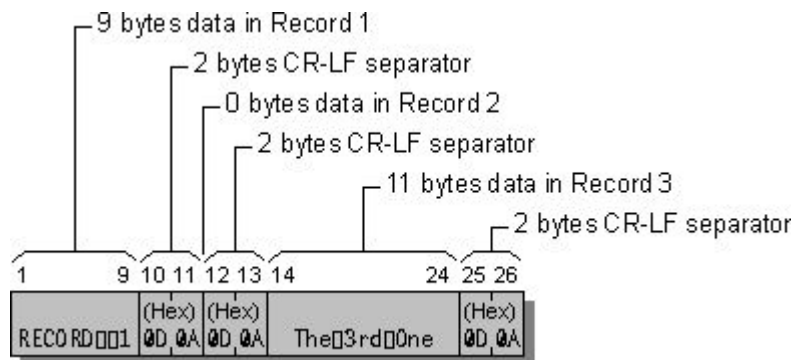 9 bytes data in Record 1
2 bytes CR-LF separator
0 bytes data in Record 2
2 bytes CR-LF separator
11 bytes data in Record 3
2 bytes CR-LF separator
1 9 10 11 12 13 14 24 25 26
(Hex) (Hex) (Hex)
RECORD▯▯1 0D 0A 0D 0A The▯3rd▯One 0D 0A